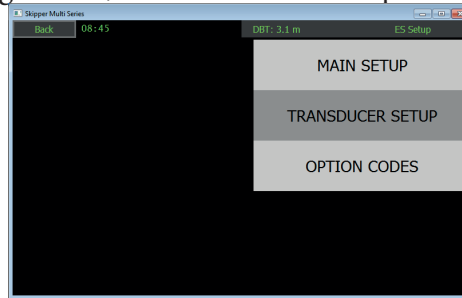 Skipper Multi Series
Back 08:45 DBT: 3.1 m ES Setup
MAIN SETUP
TRANSDUCER SETUP
OPTION CODES